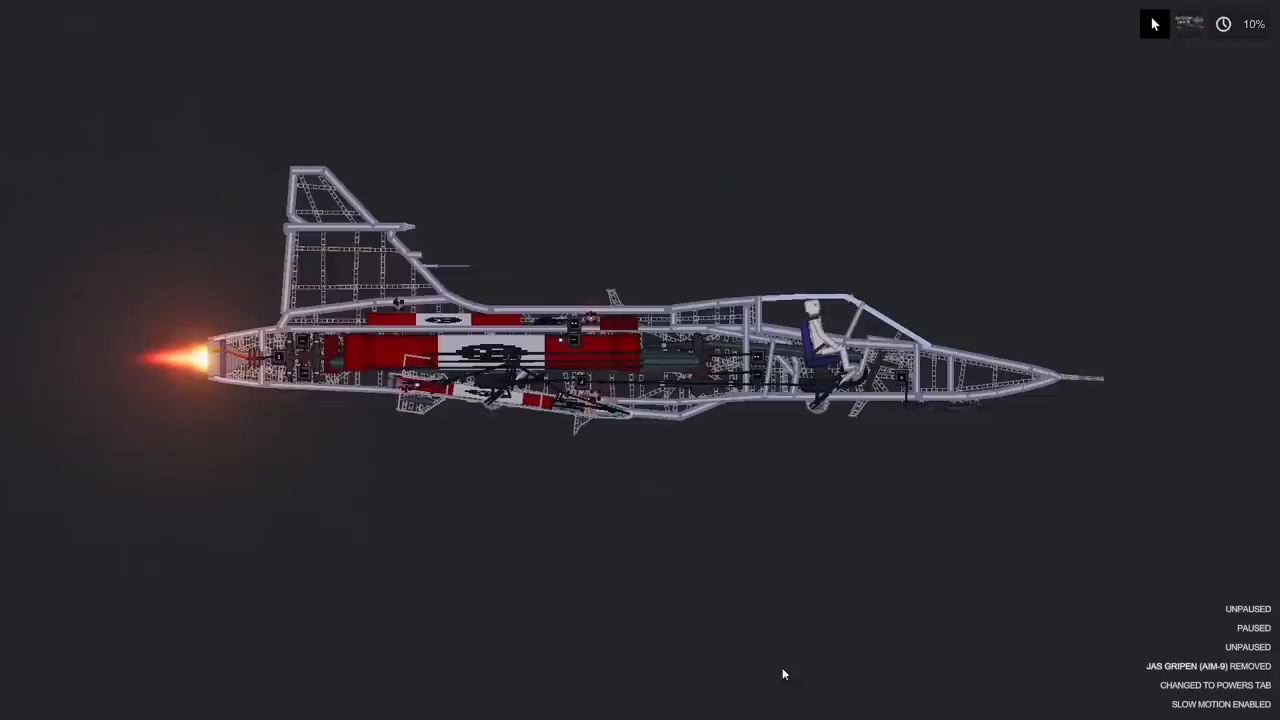 10%
UNPAUSED
PAUSED
UNPAUSED
JAS GRIPEN (AIM-9) REMOVED
CHANGED TO POWERS TAB
SLOW MOTION ENABLED